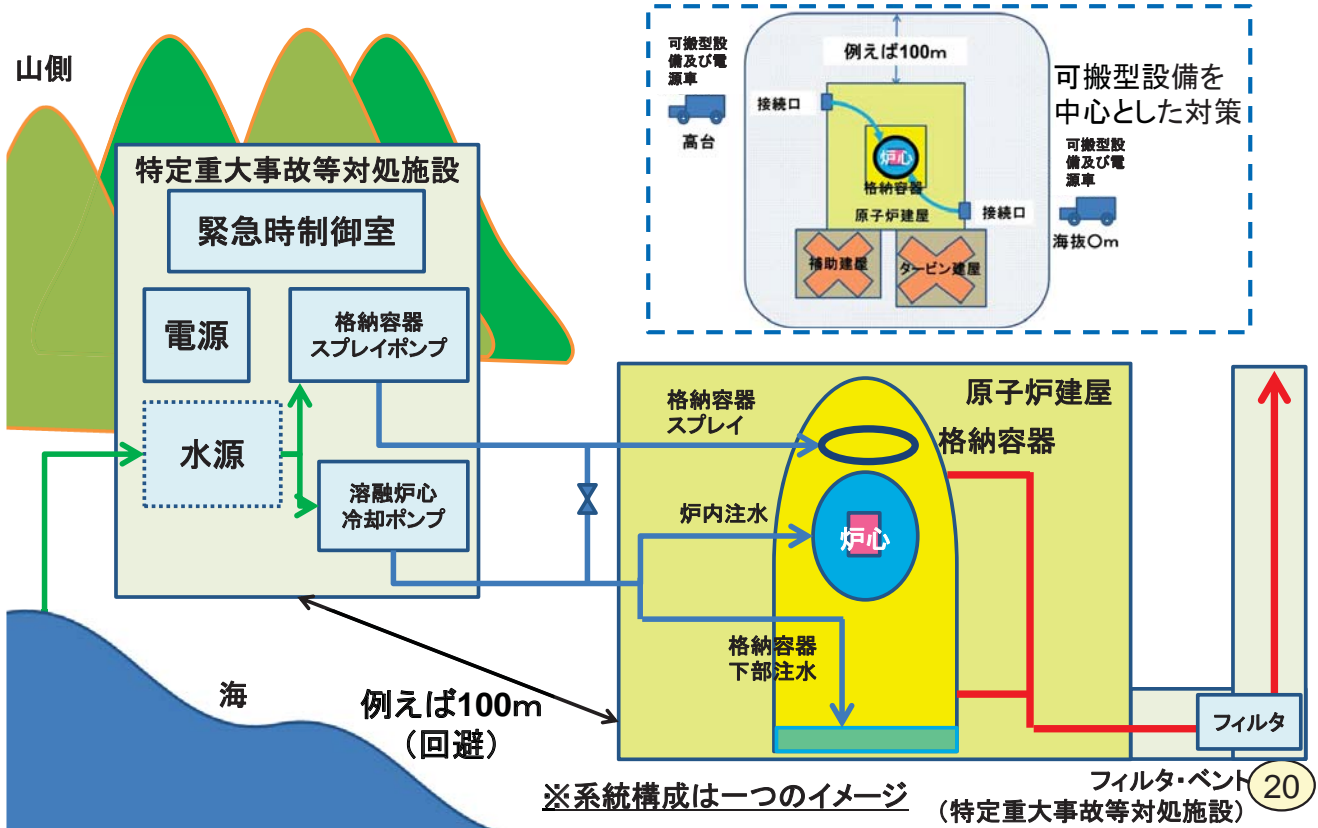 山側
特定重大事故等対処施設
緊急時制御室
電源
格納容器
スプレイポンプ
水源
溶融炉心
冷却ポンプ
海
例えば100m
（回避）
可搬型設
備及び電
源車
高台
例えば100m
接続口
炉心
格納容器
原子炉建屋
接続口
補助建屋
タービン建屋
可搬型設備を
中心とした対策
可搬型設
備及び電
源車
海抜〇m
原子炉建屋
格納容器
スプレイ
格納容器
炉内注水
炉心
格納容器
下部注水
フィルタ
※系統構成は一つのイメージ
フィルタ・ベント
（特定重大事故等対処施設）
20